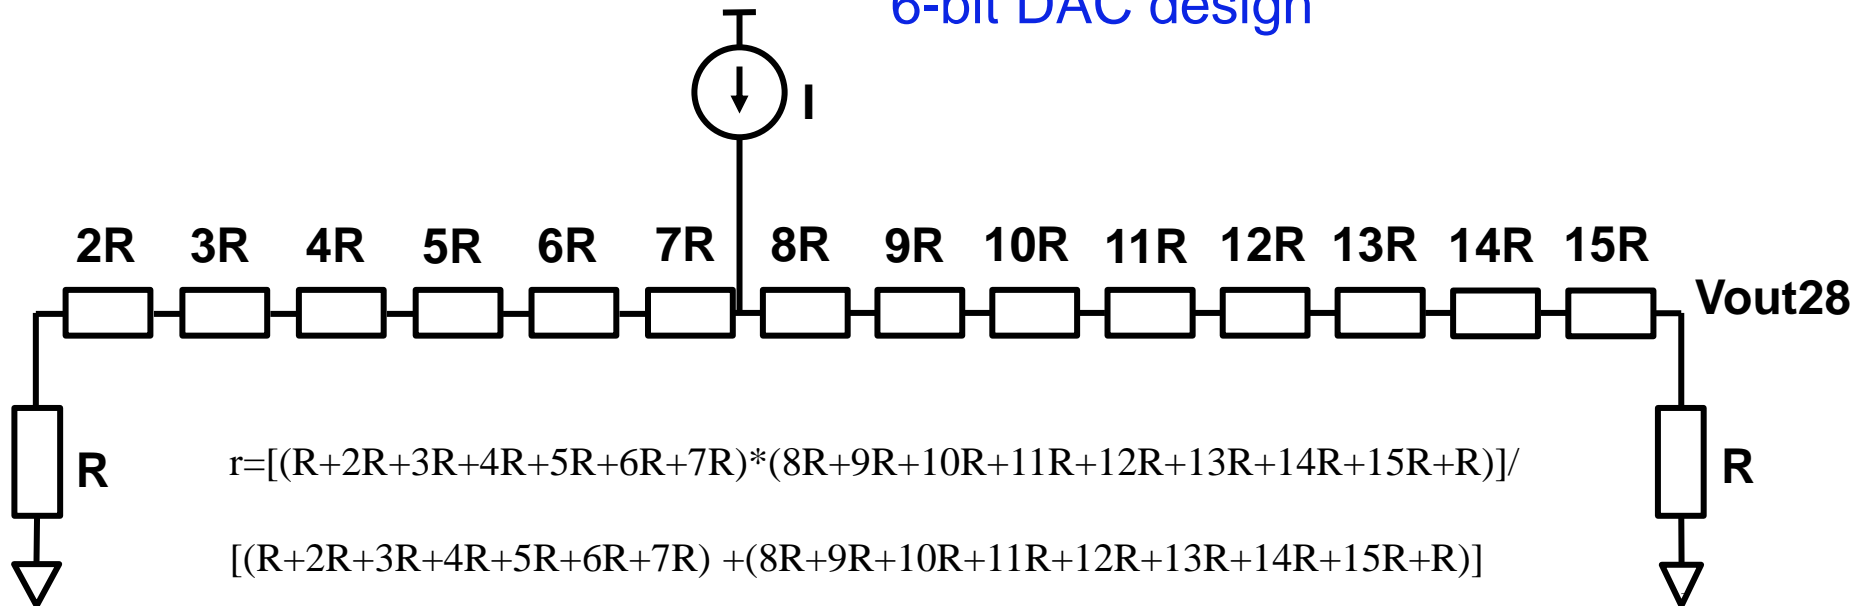 6-bit DAC design
I
2R 3R 4R 5R 6R 7R 8R 9R 10R 11R 12R 13R 14R 15R
Vout28
R
r=[(R+2R+3R+4R+5R+6R+7R)*(8R+9R+10R+11R+12R+13R+14R+15R+R)]/
R
[(R+2R+3R+4R+5R+6R+7R) +(8R+9R+10R+11R+12R+13R+14R+15R+R)]